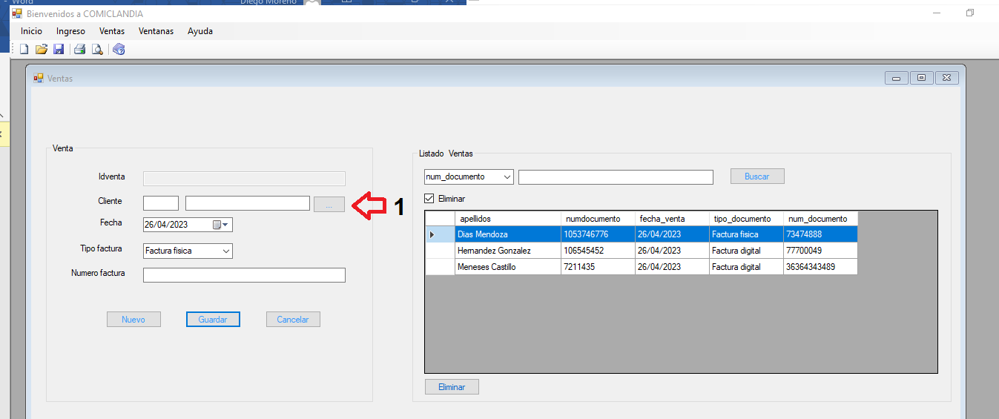 Word
Diego Moreno
Bienvenidos a COMICLANDIA
Inicio Ingreso Ventas Ventanas Ayuda
Ventas
Venta
Idventa
Cliente ... 1
Fecha 26/04/2023
Tipo factura Factura fisica
Numero factura
Nuevo Guardar Cancelar
Listado Ventas
num_documento Buscar
Eliminar
apellidos numdocumento fecha_venta tipo_documento num_documento
Dias Mendoza 1053746776 26/04/2023 Factura fisica 73474888
Hernandez Gonzalez 106545452 26/04/2023 Factura digital 77700049
Meneses Castillo 7211435 26/04/2023 Factura digital 36364343489
Eliminar